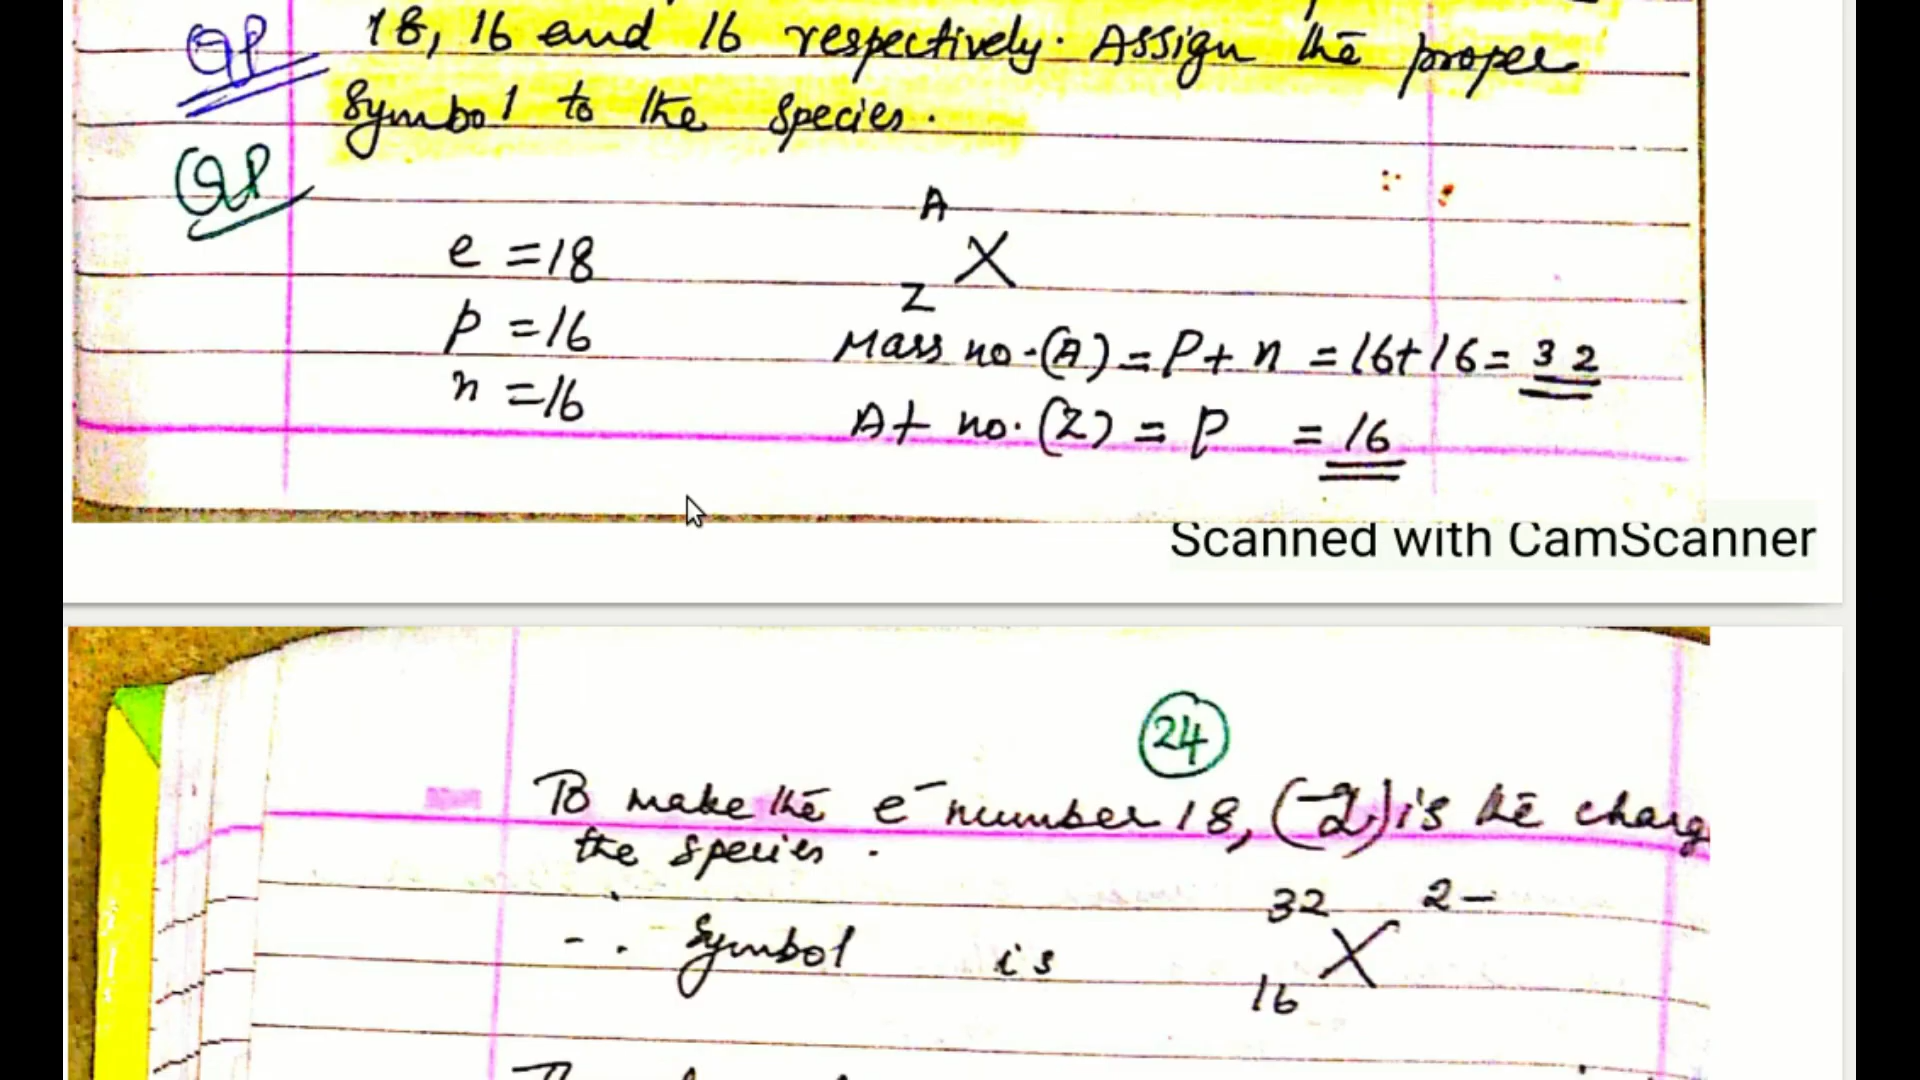 QP
18, 16 and 16 respectively. Assign the proper
Symbol to the species.
QP
A
X
Z
e = 18
p = 16
n = 16
Mass no.(A) = P + n = 16+16 = 32
At no. (Z) = P = 16
Scanned with CamScanner
24
To make the e⁻ number 18, (-2) is the charg
the species.
∴ Symbol is
32 2-
X
16